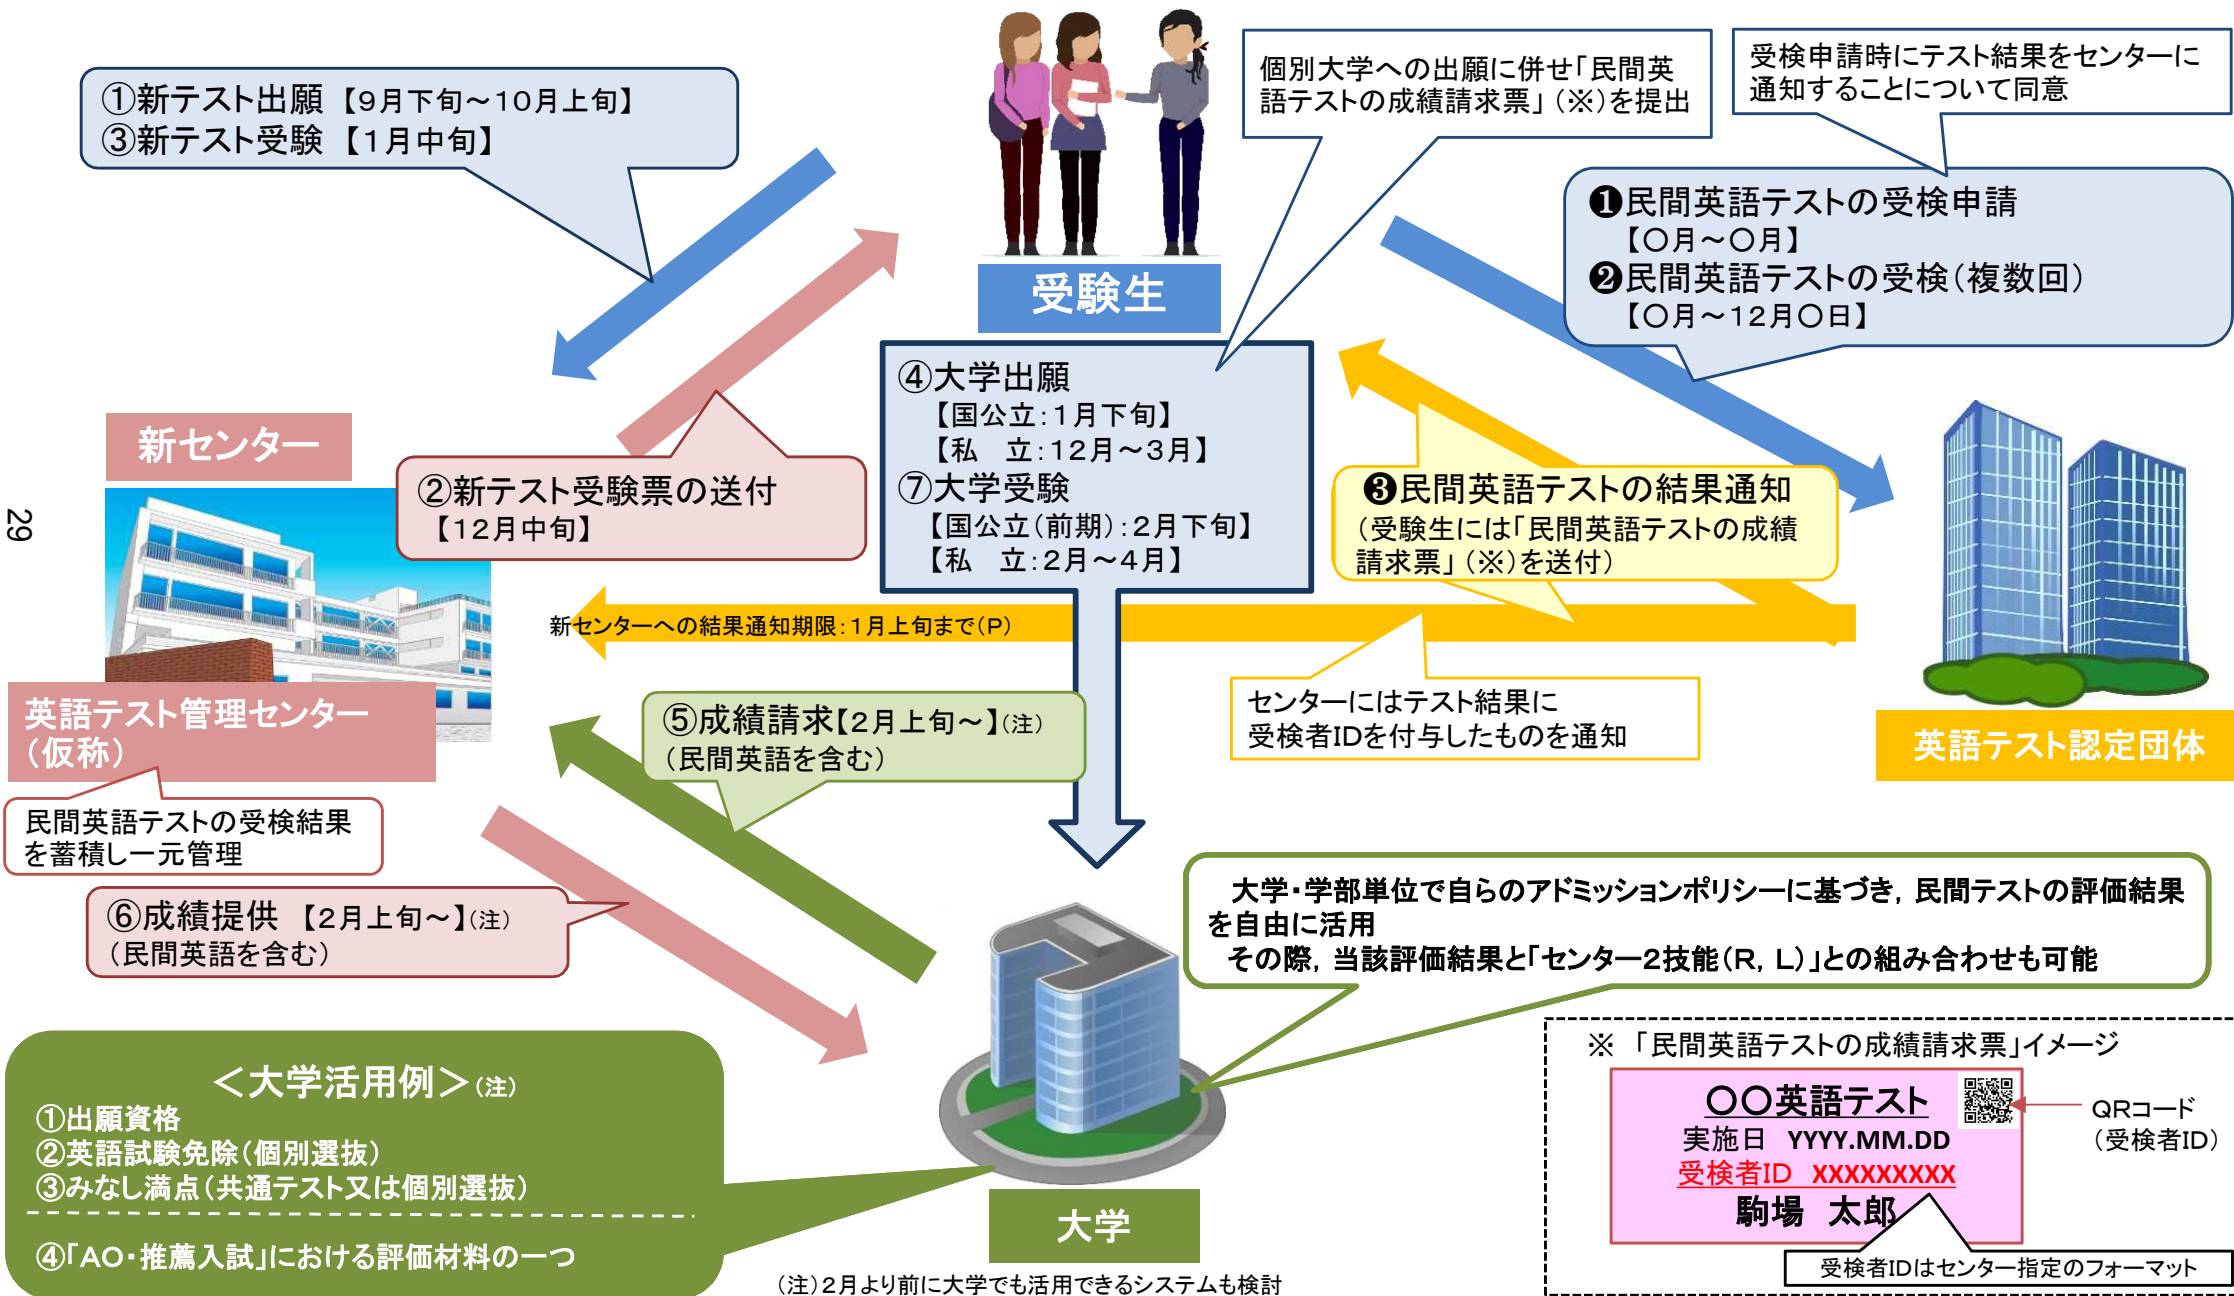 ①新テスト出願【9月下旬～10月上旬】
③新テスト受験【1月中旬】
個別大学への出願に併せ「民間英
語テストの成績請求票」（※）を提出
受検申請時にテスト結果をセンターに
通知することについて同意
❶民間英語テストの受検申請
【○月～○月】
❷民間英語テストの受検（複数回）
【○月～12月○日】
受験生
④大学出願
【国公立：1月下旬】
【私　立：12月～3月】
⑦大学受験
【国公立（前期）：2月下旬】
【私　立：2月～4月】
新センター
②新テスト受験票の送付
【12月中旬】
❸民間英語テストの結果通知
（受験生には「民間英語テストの成績
請求票」（※）を送付）
29
新センターへの結果通知期限：1月上旬まで（P）
英語テスト管理センター
（仮称）
⑤成績請求【2月上旬～】（注）
（民間英語を含む）
センターにはテスト結果に
受検者IDを付与したものを通知
英語テスト認定団体
民間英語テストの受検結果
を蓄積し一元管理
⑥成績提供 【2月上旬～】（注）
（民間英語を含む）
大学・学部単位で自らのアドミッションポリシーに基づき，民間テストの評価結果
を自由に活用
その際，当該評価結果と「センター2技能（R，L）」との組み合わせも可能
＜大学活用例＞（注）
①出願資格
②英語試験免除（個別選抜）
③みなし満点（共通テスト又は個別選抜）
④「AO・推薦入試」における評価材料の一つ
大学
（注）2月より前に大学でも活用できるシステムも検討
※ 「民間英語テストの成績請求票」イメージ
○○英語テスト
実施日 YYYY.MM.DD
受検者ID XXXXXXXXX
駒場 太郎
QRコード
（受検者ID）
受検者IDはセンター指定のフォーマット